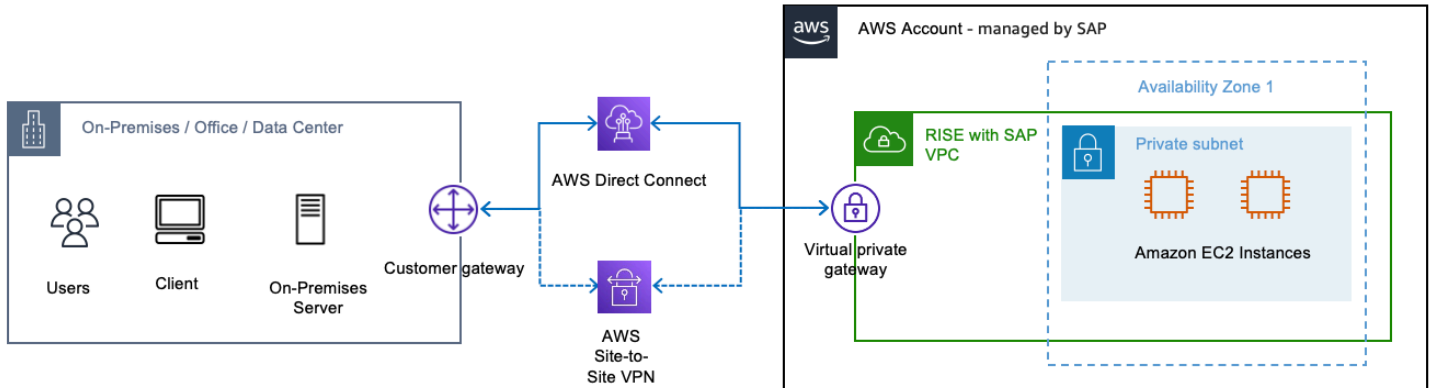 aws
AWS Account - managed by SAP
Availability Zone 1
On-Premises / Office / Data Center
RISE with SAP
VPC
Private subnet
AWS Direct Connect
Users
Client
On-Premises
Server
Customer gateway
Virtual private
gateway
Amazon EC2 Instances
AWS
Site-to-
Site VPN